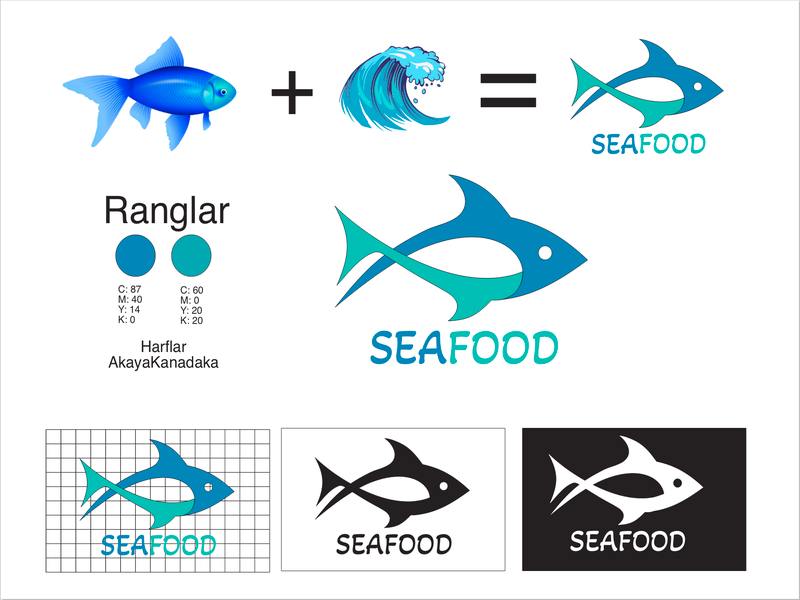 +
=
SEAFOOD
Ranglar
C: 87
M: 40
Y: 14
K: 0
C: 60
M: 0
Y: 20
K: 20
Harflar
AkayaKanadaka
SEAFOOD
SEAFOOD
SEAFOOD
SEAFOOD